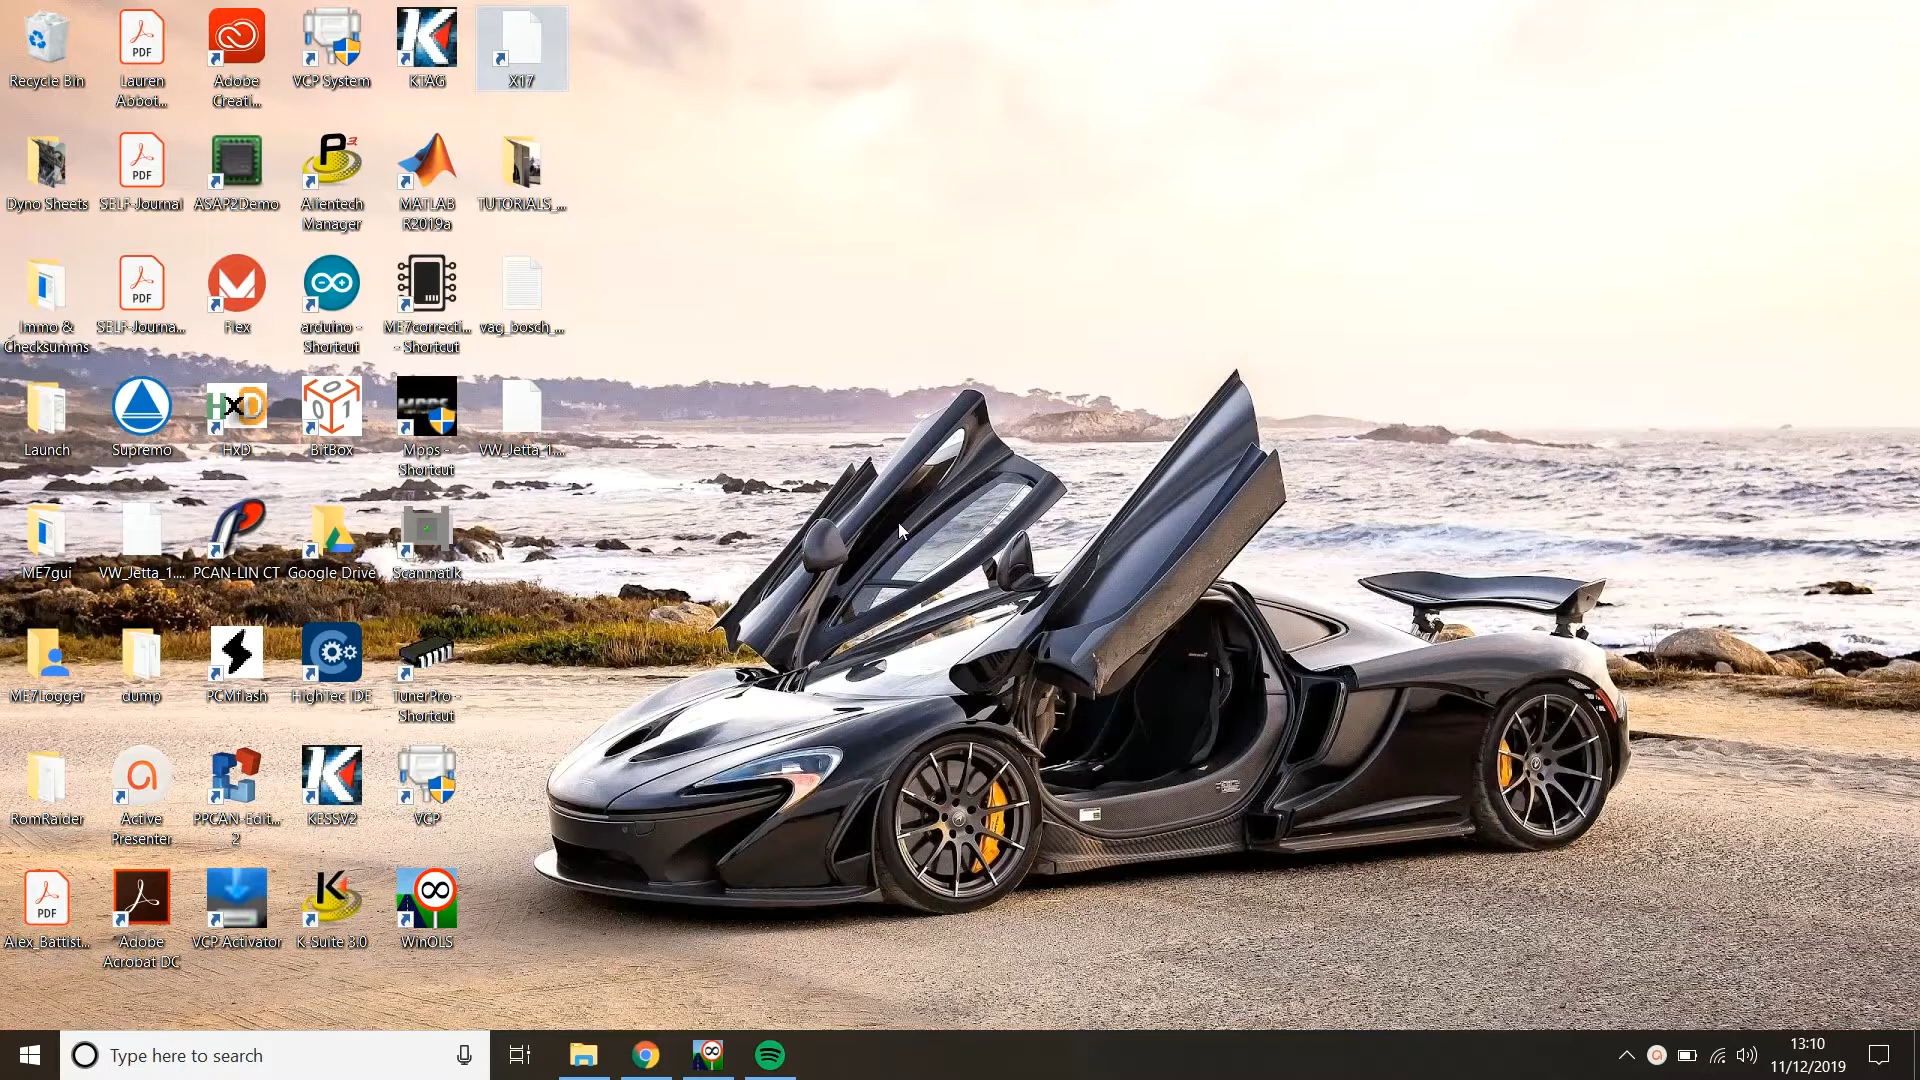 Recycle Bin
Lauren
Abbot...
Adobe
Creati...
VCP System
KTAG
X17
Dyno Sheets
SELF-Journal
ASAP2Demo
Alientech
Manager
MATLAB
R2019a
TUTORIALS_...
Immo &
Checksumms
SELF-Journa...
Flex
arduino -
Shortcut
ME7correcti...
- Shortcut
vag_bosch_...
Launch
Supremo
HxD
BitBox
Mpps -
Shortcut
VW_Jetta_1....
ME7gui
VW_Jetta_1....
PCAN-LIN CT
Google Drive
Scanmatik
ME7Logger
dump
PCMflash
HighTec IDE
TunerPro -
Shortcut
RomRaider
Active
Presenter
PPCAN-Edit...
2
KESSV2
VCP
Alex_Battist...
Adobe
Acrobat DC
VCP Activator
K-Suite 3.0
WinOLS
Type here to search
13:10
11/12/2019